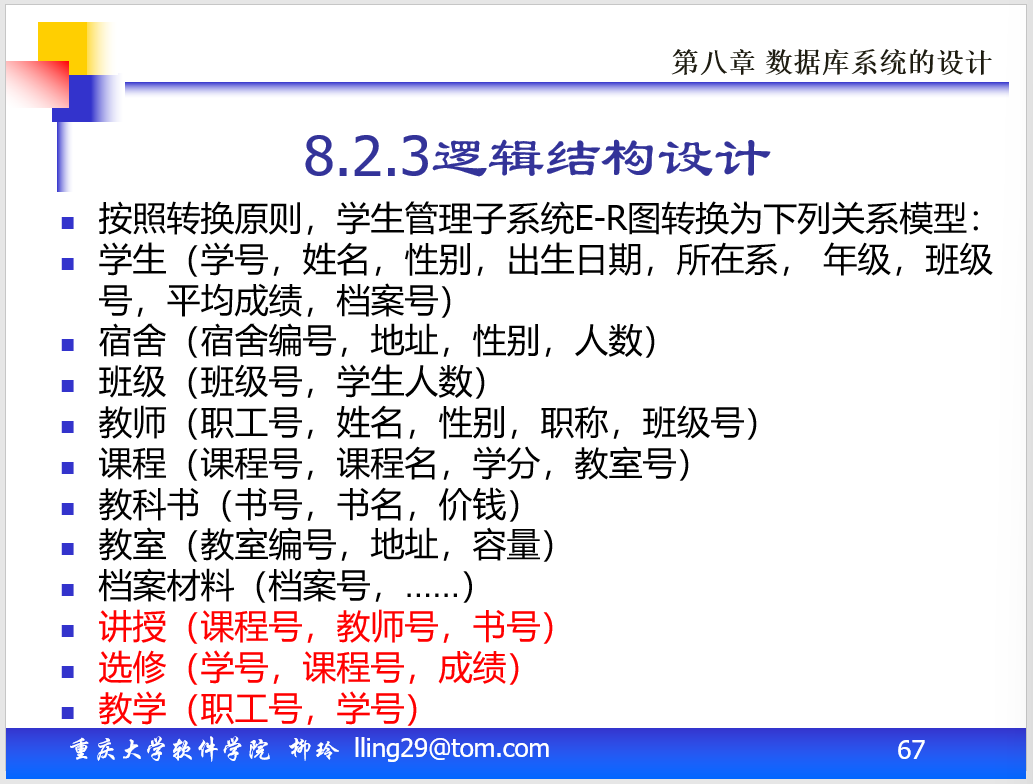 第八章 数据库系统的设计
8.2.3逻辑结构设计
按照转换原则，学生管理子系统E-R图转换为下列关系模型：
学生（学号，姓名，性别，出生日期，所在系， 年级，班级
号，平均成绩，档案号）
宿舍（宿舍编号，地址，性别，人数）
班级（班级号，学生人数）
教师（职工号，姓名，性别，职称，班级号）
课程（课程号，课程名，学分，教室号）
教科书（书号，书名，价钱）
教室（教室编号，地址，容量）
档案材料（档案号，……）
讲授（课程号，教师号，书号）
选修（学号，课程号，成绩）
教学（职工号，学号）
重庆大学软件学院 柳玲 lling29@tom.com 67